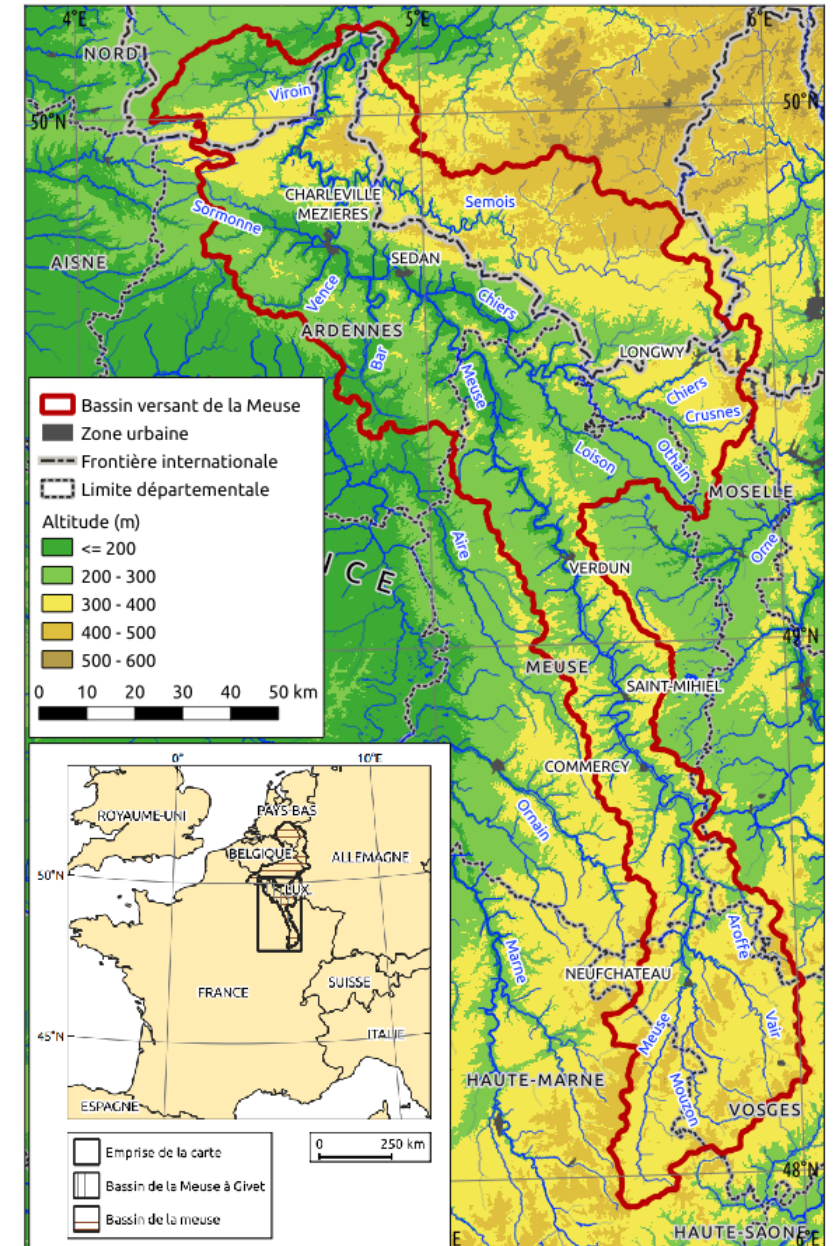 4°E
5°E
6°E
NORD
50°N
50°N
Viroin
CHARLEVILLE
MEZIERES
Semois
Sormonne
AISNE
SEDAN
Vence
Chiers
ARDENNES
Bar
LONGWY
Meuse
Chiers
Crusnes
Loison
Othain
MOSELLE
Bassin versant de la Meuse
Zone urbaine
Frontière internationale
Limite départementale
Altitude (m)
<= 200
200 - 300
300 - 400
400 - 500
500 - 600
0 10 20 30 40 50 km
Aire
Orne
NCE
VERDUN
49°N
MEUSE
SAINT-MIHIEL
COMMERCY
Ornain
Aroffe
Marne
NEUFCHATEAU
Meuse
Vair
HAUTE-MARNE
Mouzon
VOSGES
48°N
HAUTE-SAONE
E
6°E
0°
10°E
ROYAUME-UNI
PAYS-BAS
BELGIQUE
ALLEMAGNE
50°N
LUX.
FRANCE
SUISSE
45°N
ITALIE
ESPAGNE
Emprise de la carte
Bassin de la Meuse à Givet
Bassin de la meuse
0 250 km